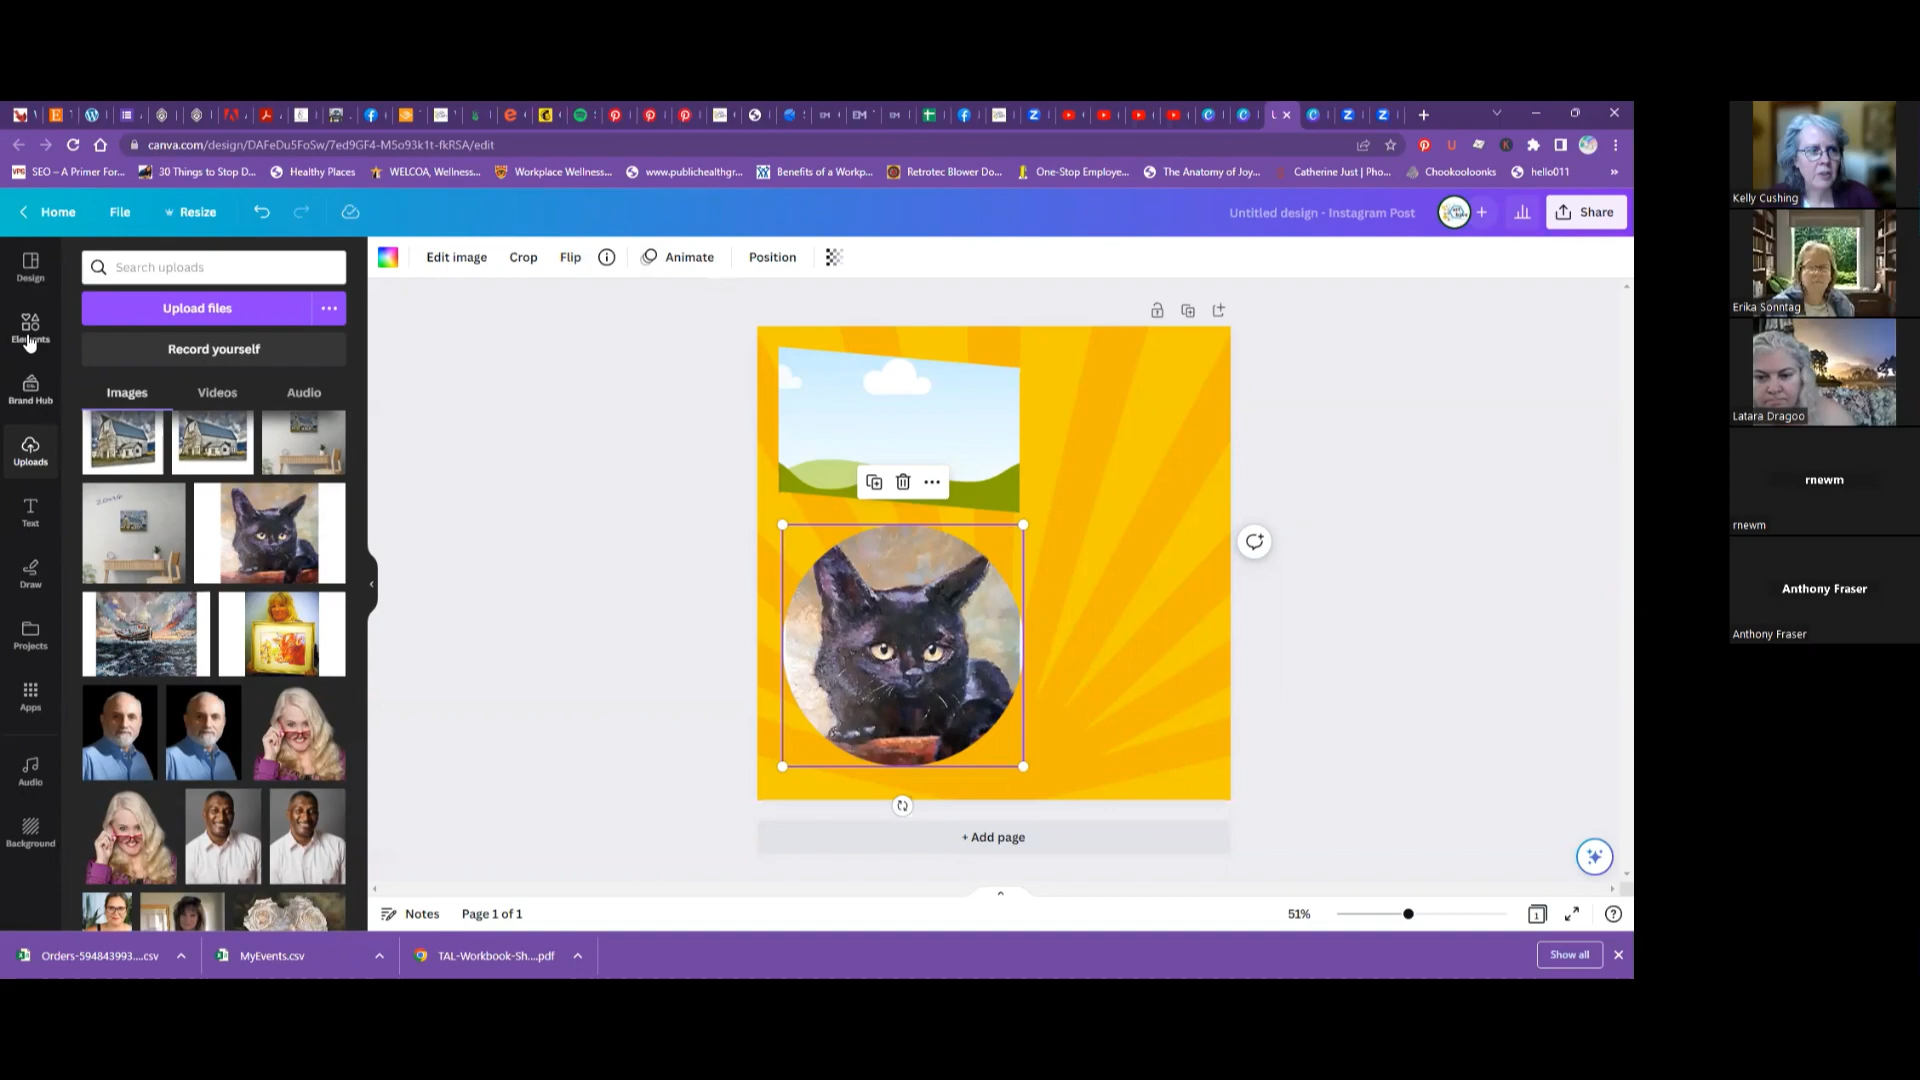 canva.com/design/DAFeDu5FoSw/7ed9GF4-M5o93k1t-fkRSA/edit
SEO – A Primer For...
30 Things to Stop D...
Healthy Places
WELCOA, Wellness...
Workplace Wellness...
www.publichealthgr...
Benefits of a Workp...
Retrotec Blower Do...
One-Stop Employe...
The Anatomy of Joy...
Catherine Just | Pho...
Chookooloonks
hello011
Home
File
Resize
Untitled design - Instagram Post
Share
Design
Elements
Brand Hub
Uploads
Text
Draw
Projects
Apps
Audio
Background
Search uploads
Upload files
Record yourself
Images
Videos
Audio
Edit image
Crop
Flip
Animate
Position
+ Add page
Notes
Page 1 of 1
51%
1
Orders-594843993....csv
MyEvents.csv
TAL-Workbook-Sh....pdf
Show all
Kelly Cushing
Erika Sonntag
Latara Dragoo
rnewm
rnewm
Anthony Fraser
Anthony Fraser